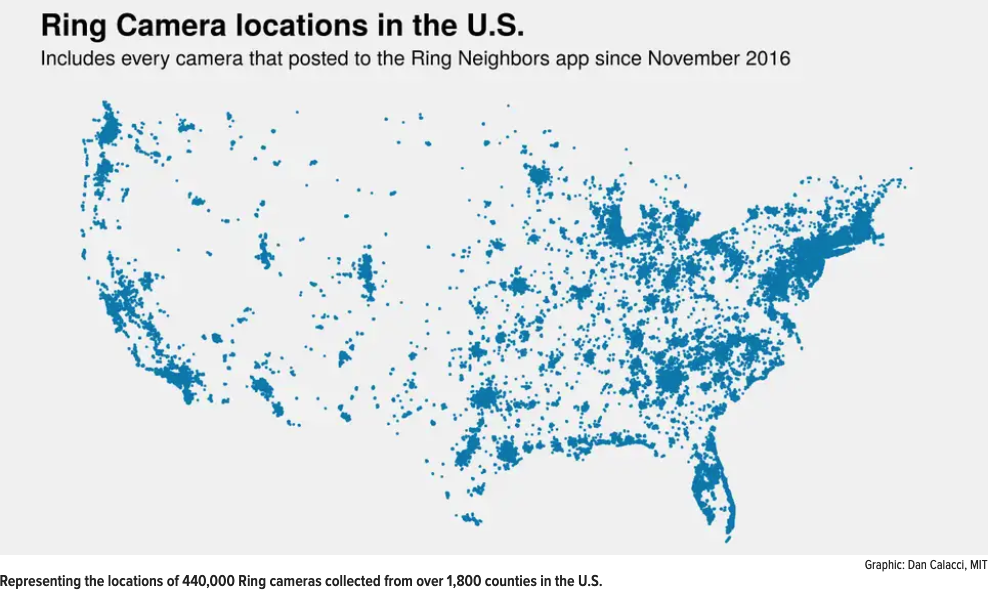 Ring Camera locations in the U.S.
Includes every camera that posted to the Ring Neighbors app since November 2016
Graphic: Dan Calacci, MIT
Representing the locations of 440,000 Ring cameras collected from over 1,800 counties in the U.S.